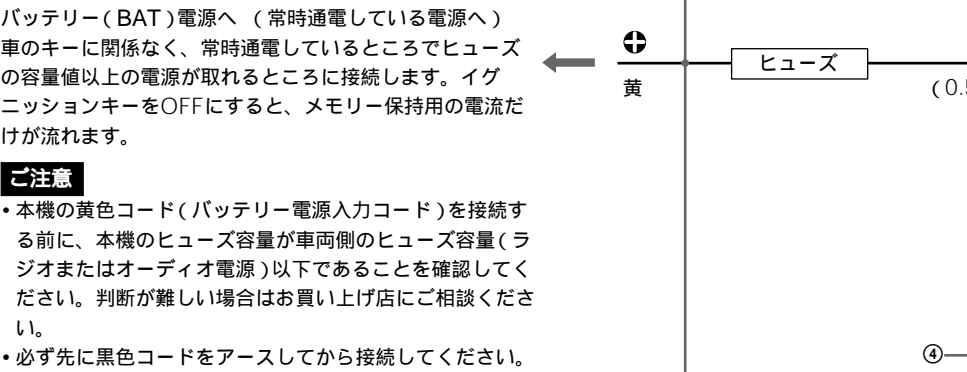 バッテリー(BAT)電源へ (常時通電している電源へ)
車のキーに関係なく、常時通電しているところでヒューズ
の容量値以上の電源が取れるところに接続します。イグ
ニッションキーをOFFにすると、メモリー保持用の電流だ
けが流れます。
ご注意
•本機の黄色コード(バッテリー電源入力コード)を接続す
る前に、本機のヒューズ容量が車両側のヒューズ容量(ラ
ジオまたはオーディオ電源)以下であることを確認してく
ださい。判断が難しい場合はお買い上げ店にご相談くださ
い。
•必ず先に黒色コードをアースしてから接続してください。
黄
ヒューズ
(0.5
④